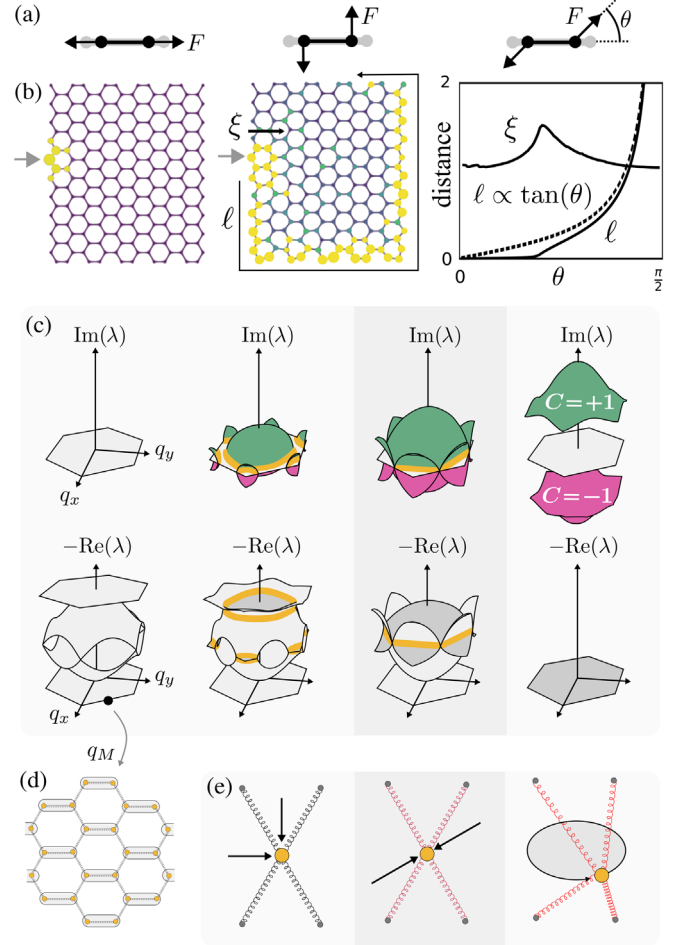 (a)
F
F
F
θ
(b)
ξ
ℓ
2
distance
ξ
ℓ ∝ tan(θ)
ℓ
0
0
θ
π/2
(c)
Im(λ)
Im(λ)
Im(λ)
Im(λ)
C=+1
C=−1
q_y
q_x
−Re(λ)
−Re(λ)
−Re(λ)
−Re(λ)
q_y
q_x
q_M
(d)
(e)